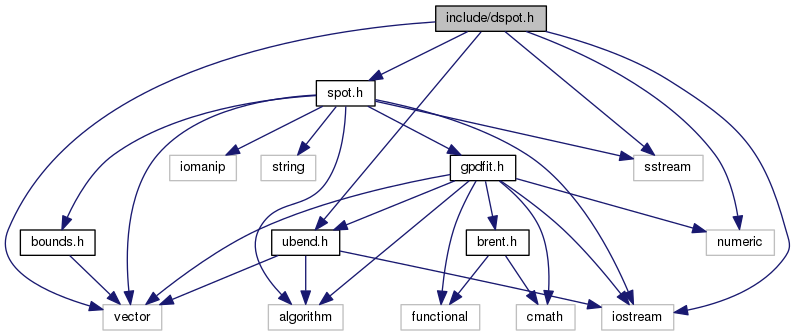 include/dspot.h
spot.h
iomanip
string
gpdfit.h
sstream
bounds.h
ubend.h
brent.h
numeric
vector
algorithm
functional
cmath
iostream